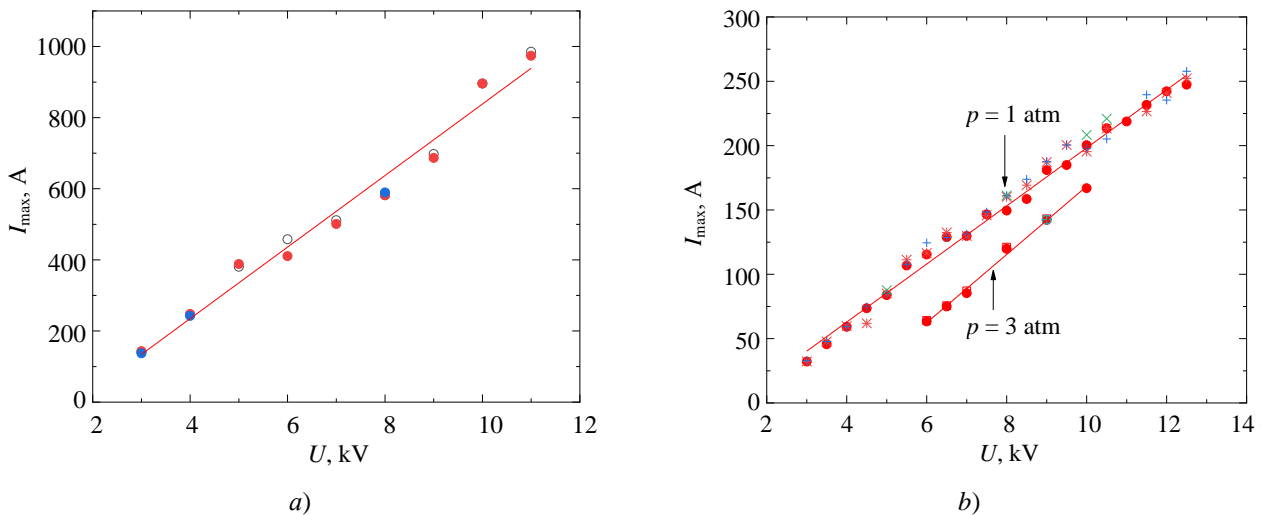 1000
800
600
400
200
0
I_max, A
2 4 6 8 10 12
U, kV
a)
300
250
200
150
100
50
0
I_max, A
p = 1 atm
p = 3 atm
2 4 6 8 10 12 14
U, kV
b)